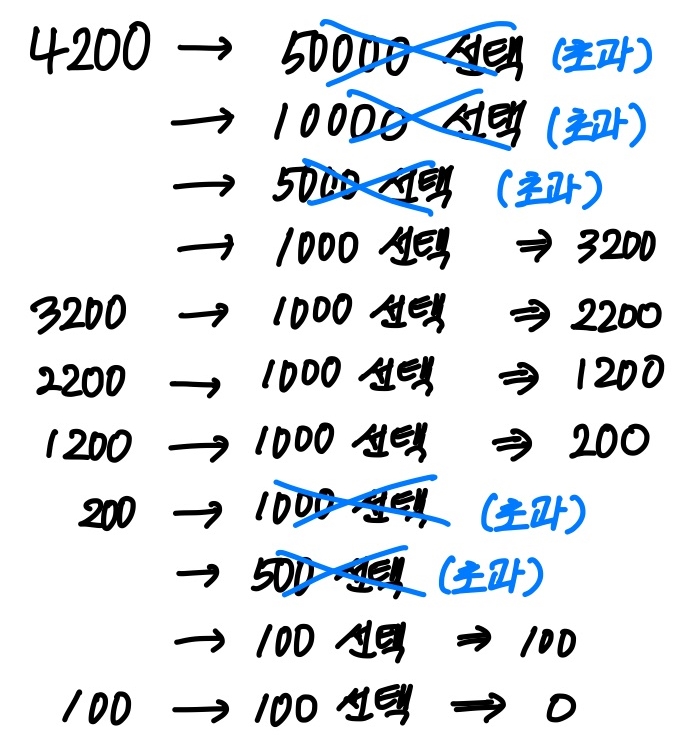 4200 → 50000 선택 (초과)
→ 10000 선택 (초과)
→ 5000 선택 (초과)
→ 1000 선택 ⇒ 3200
3200 → 1000 선택 ⇒ 2200
2200 → 1000 선택 ⇒ 1200
1200 → 1000 선택 ⇒ 200
200 → 1000 선택 (초과)
→ 500 선택 (초과)
→ 100 선택 ⇒ 100
100 → 100 선택 ⇒ 0